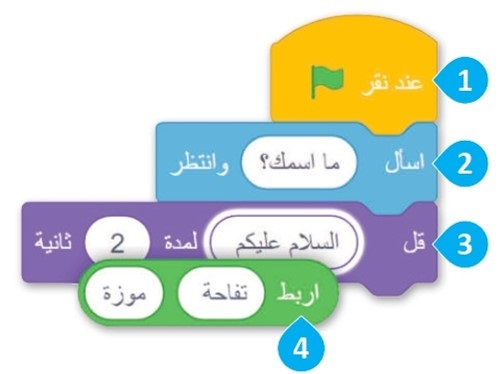 عند نقر 1
اسأل ما اسمك؟ وانتظر 2
قل السلام عليكم لمدة 2 ثانية 3
اربط تفاحة موزة
4